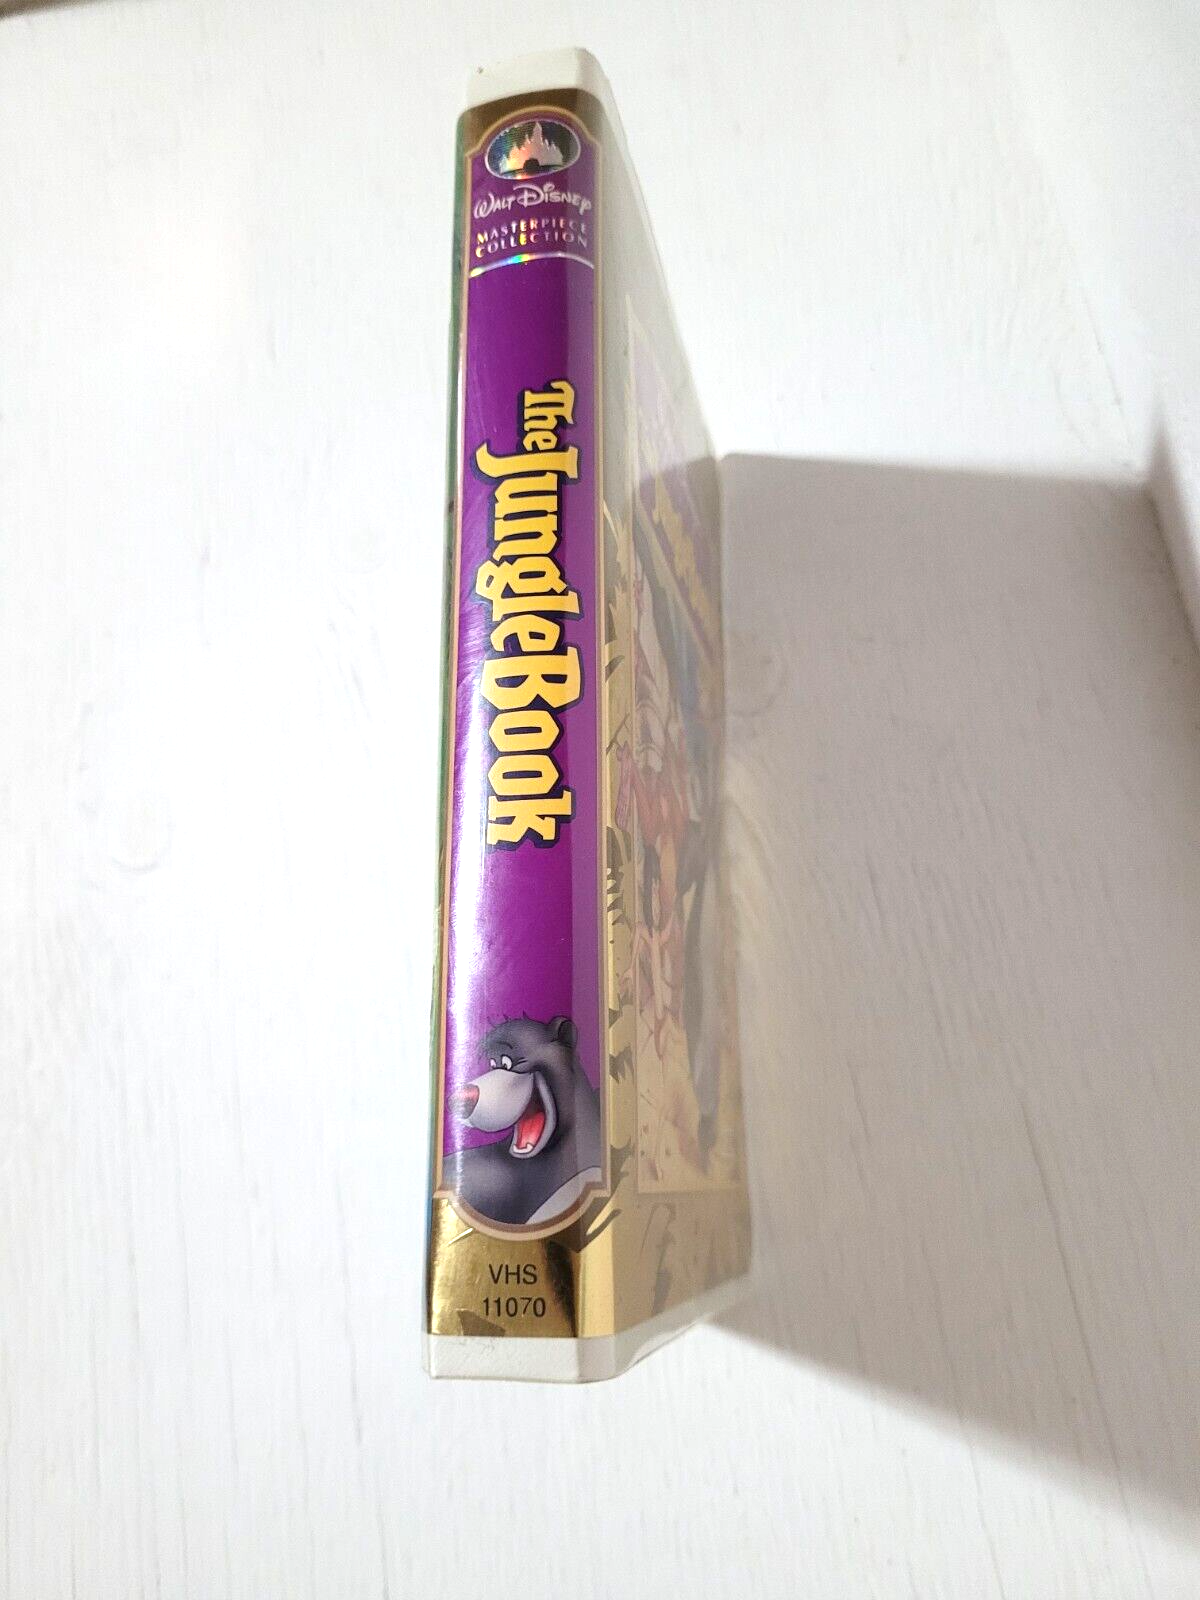 Walt Disney
MASTERPIECE
COLLECTION
The Jungle Book
VHS
11070